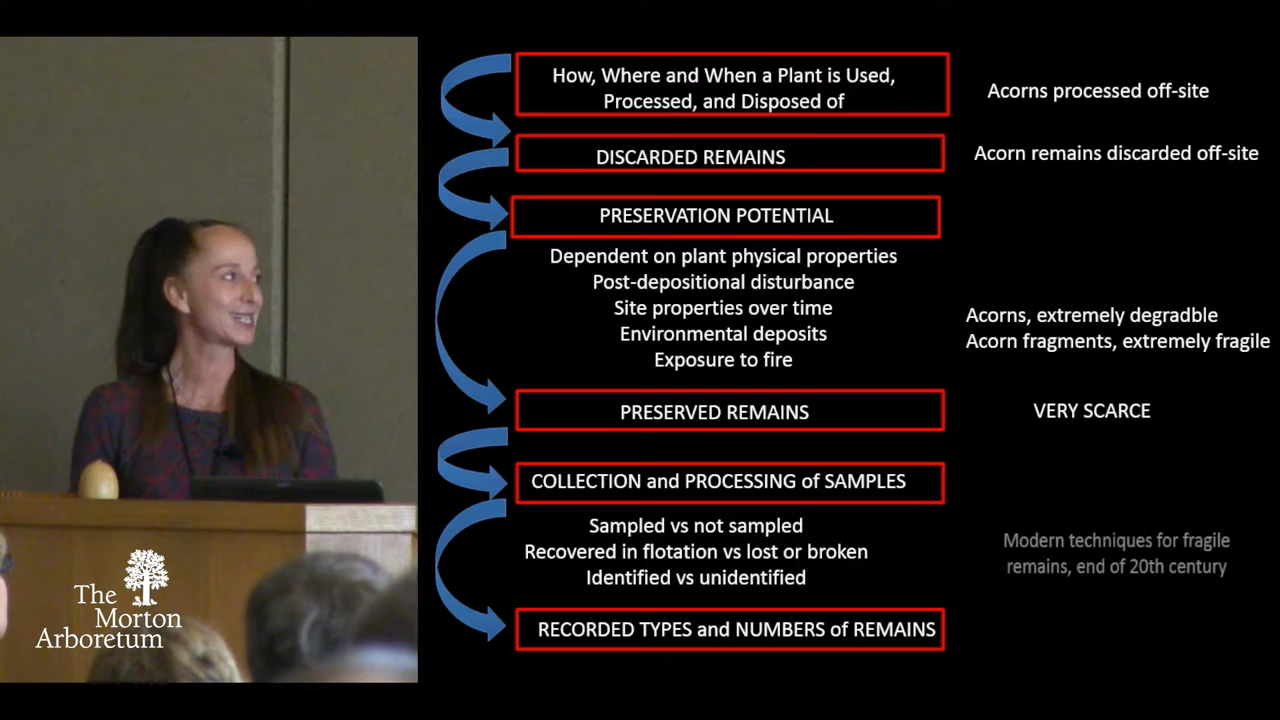 How, Where and When a Plant is Used,
Processed, and Disposed of
Acorns processed off-site
DISCARDED REMAINS
Acorn remains discarded off-site
PRESERVATION POTENTIAL
Dependent on plant physical properties
Post-depositional disturbance
Site properties over time
Environmental deposits
Exposure to fire
Acorns, extremely degradble
Acorn fragments, extremely fragile
PRESERVED REMAINS
VERY SCARCE
COLLECTION and PROCESSING of SAMPLES
Sampled vs not sampled
Recovered in flotation vs lost or broken
Identified vs unidentified
Modern techniques for fragile
remains, end of 20th century
RECORDED TYPES and NUMBERS of REMAINS
The
Morton
Arboretum